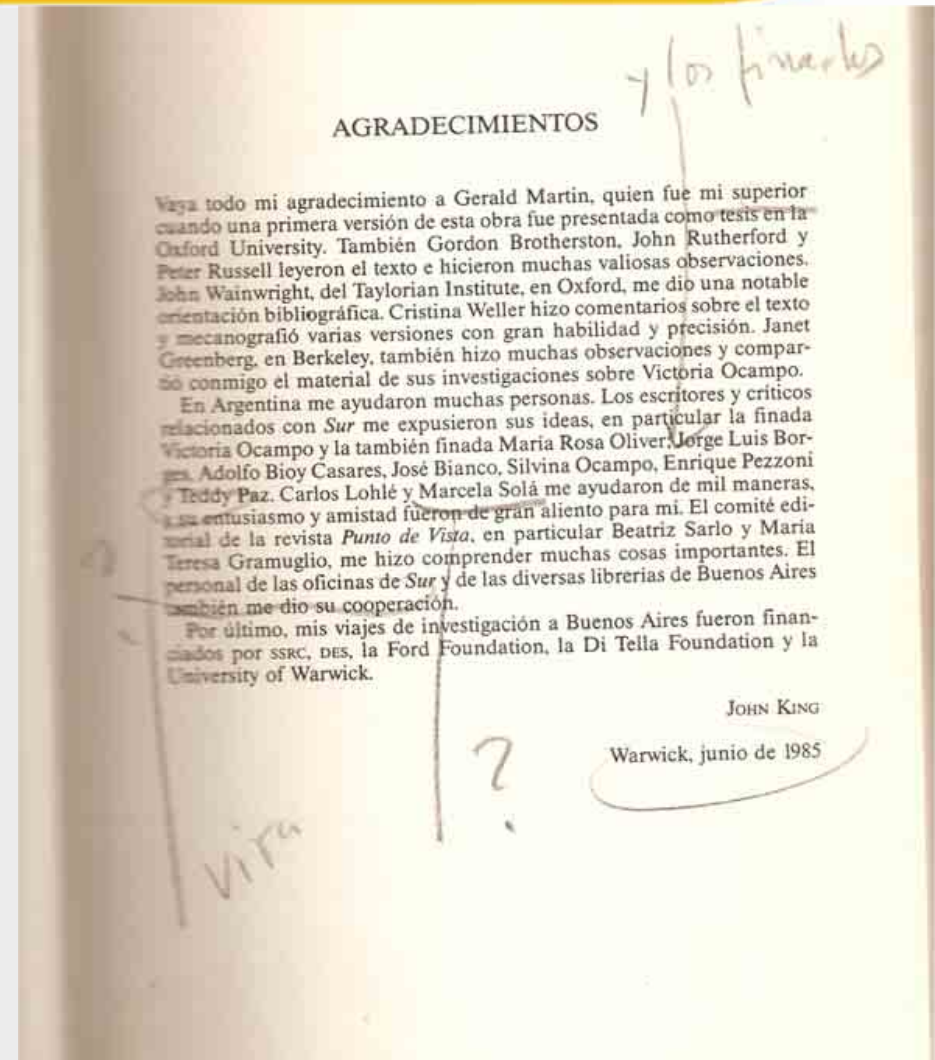 y los finados
AGRADECIMIENTOS
Vaya todo mi agradecimiento a Gerald Martin, quien fue mi superior
cuando una primera versión de esta obra fue presentada como tesis en la
Oxford University. También Gordon Brotherston, John Rutherford y
Peter Russell leyeron el texto e hicieron muchas valiosas observaciones.
John Wainwright, del Taylorian Institute, en Oxford, me dio una notable
orientación bibliográfica. Cristina Weller hizo comentarios sobre el texto
y mecanografió varias versiones con gran habilidad y precisión. Janet
Greenberg, en Berkeley, también hizo muchas observaciones y compar-
tió conmigo el material de sus investigaciones sobre Victoria Ocampo.
En Argentina me ayudaron muchas personas. Los escritores y críticos
relacionados con Sur me expusieron sus ideas, en particular la finada
Victoria Ocampo y la también finada María Rosa Oliver; Jorge Luis Bor-
ges, Adolfo Bioy Casares, José Bianco, Silvina Ocampo, Enrique Pezzoni
y Teddy Paz. Carlos Lohlé y Marcela Solá me ayudaron de mil maneras,
y su entusiasmo y amistad fueron de gran aliento para mí. El comité edi-
torial de la revista Punto de Vista, en particular Beatriz Sarlo y María
Teresa Gramuglio, me hizo comprender muchas cosas importantes. El
personal de las oficinas de Sur y de las diversas librerías de Buenos Aires
también me dio su cooperación.
Por último, mis viajes de investigación a Buenos Aires fueron finan-
ciados por SSRC, DES, la Ford Foundation, la Di Tella Foundation y la
University of Warwick.
JOHN KING
Warwick, junio de 1985
?
?